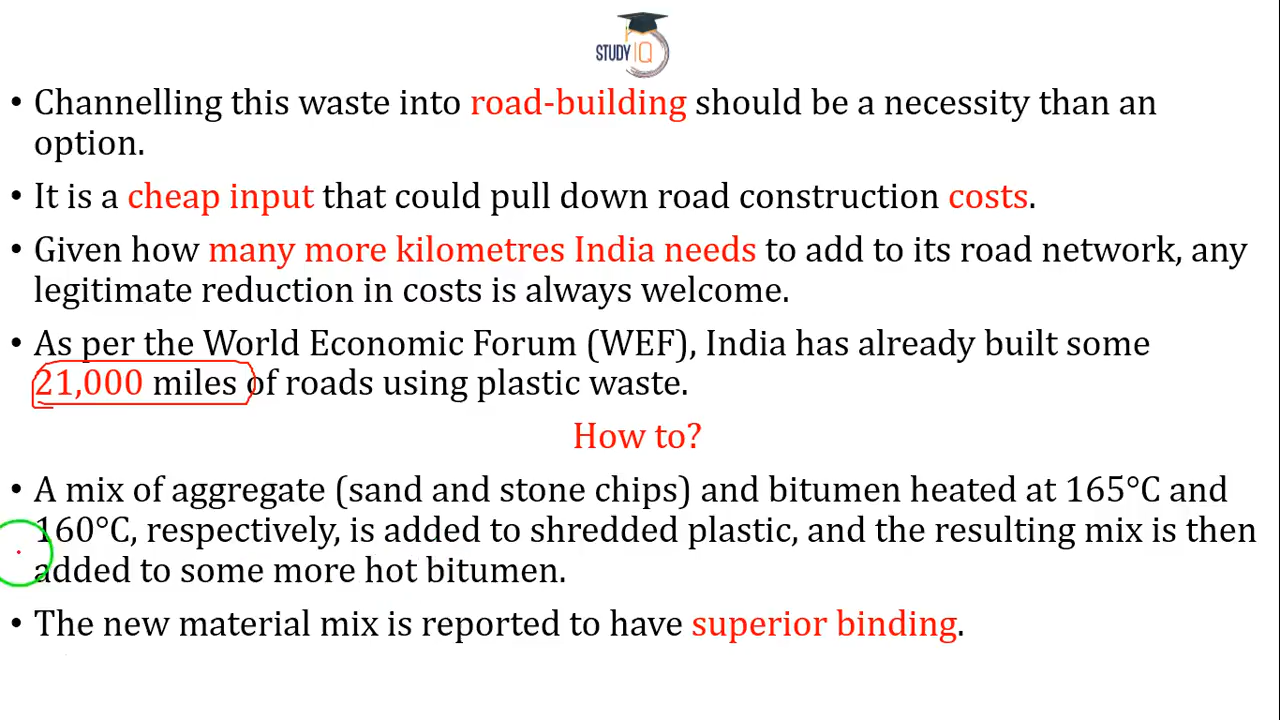 STUDY IQ
• Channelling this waste into road-building should be a necessity than an
option.
• It is a cheap input that could pull down road construction costs.
• Given how many more kilometres India needs to add to its road network, any
legitimate reduction in costs is always welcome.
• As per the World Economic Forum (WEF), India has already built some
21,000 miles of roads using plastic waste.
How to?
• A mix of aggregate (sand and stone chips) and bitumen heated at 165°C and
160°C, respectively, is added to shredded plastic, and the resulting mix is then
added to some more hot bitumen.
• The new material mix is reported to have superior binding.